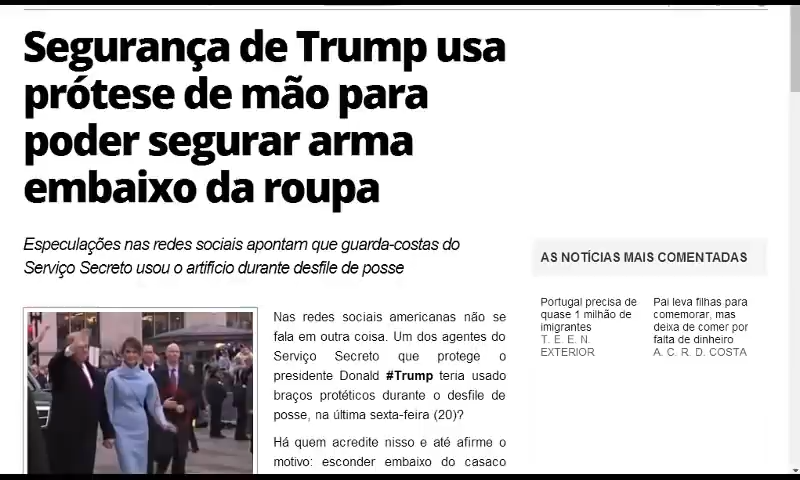 Segurança de Trump usa
prótese de mão para
poder segurar arma
embaixo da roupa
Especulações nas redes sociais apontam que guarda-costas do
Serviço Secreto usou o artifício durante desfile de posse
Nas redes sociais americanas não se
fala em outra coisa. Um dos agentes do
Serviço Secreto que protege o
presidente Donald #Trump teria usado
braços protéticos durante o desfile de
posse, na última sexta-feira (20)?
Há quem acredite nisso e até afirme o
motivo: esconder embaixo do casaco
AS NOTÍCIAS MAIS COMENTADAS
Portugal precisa de
quase 1 milhão de
imigrantes
T. E. E. N.
EXTERIOR
Pai leva filhas para
comemorar, mas
deixa de comer por
falta de dinheiro
A. C. R. D. COSTA